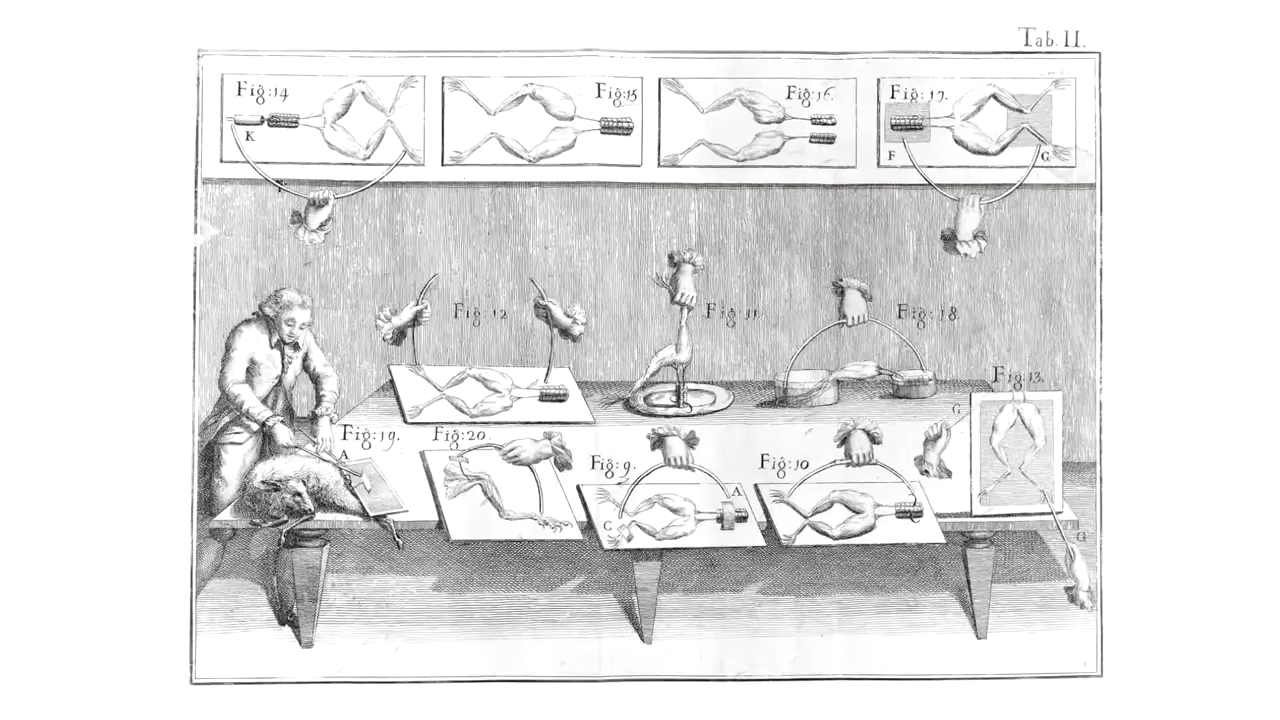 Tab. II.
Fig:14
K
Fig:15
Fig:16.
Fig:17.
F
G
Fig:12
Fig:11
Fig:18.
Fig:13.
G
Fig:19.
A
Fig:20
Fig:9.
A
C
Fig:10
G